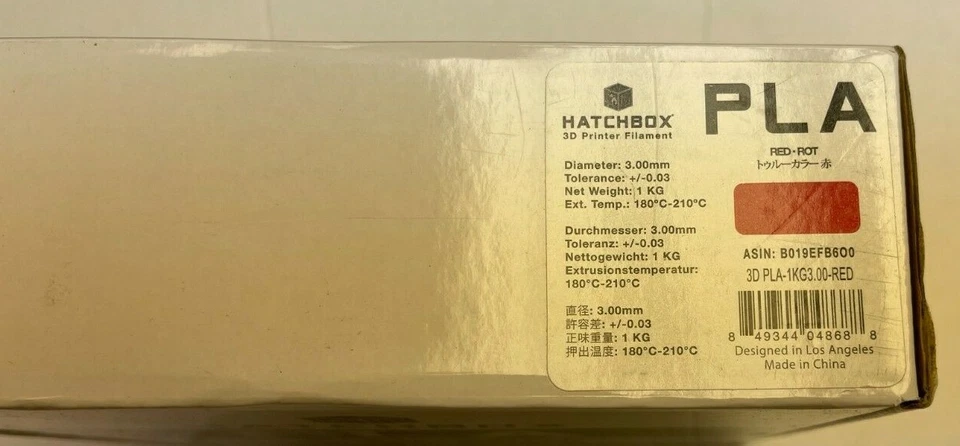 HATCHBOX
3D Printer Filament
PLA
RED・ROT
トゥルーカラー 赤
Diameter: 3.00mm
Tolerance: +/-0.03
Net Weight: 1 KG
Ext. Temp.: 180°C-210°C
Durchmesser: 3.00mm
Toleranz: +/-0.03
Nettogewicht: 1 KG
Extrusionstemperatur:
180°C-210°C
直径: 3.00mm
許容差: +/-0.03
正味重量: 1 KG
押出温度: 180°C-210°C
ASIN: B019EFB6O0
3D PLA-1KG3.00-RED
8 49344 04868 8
Designed in Los Angeles
Made in China